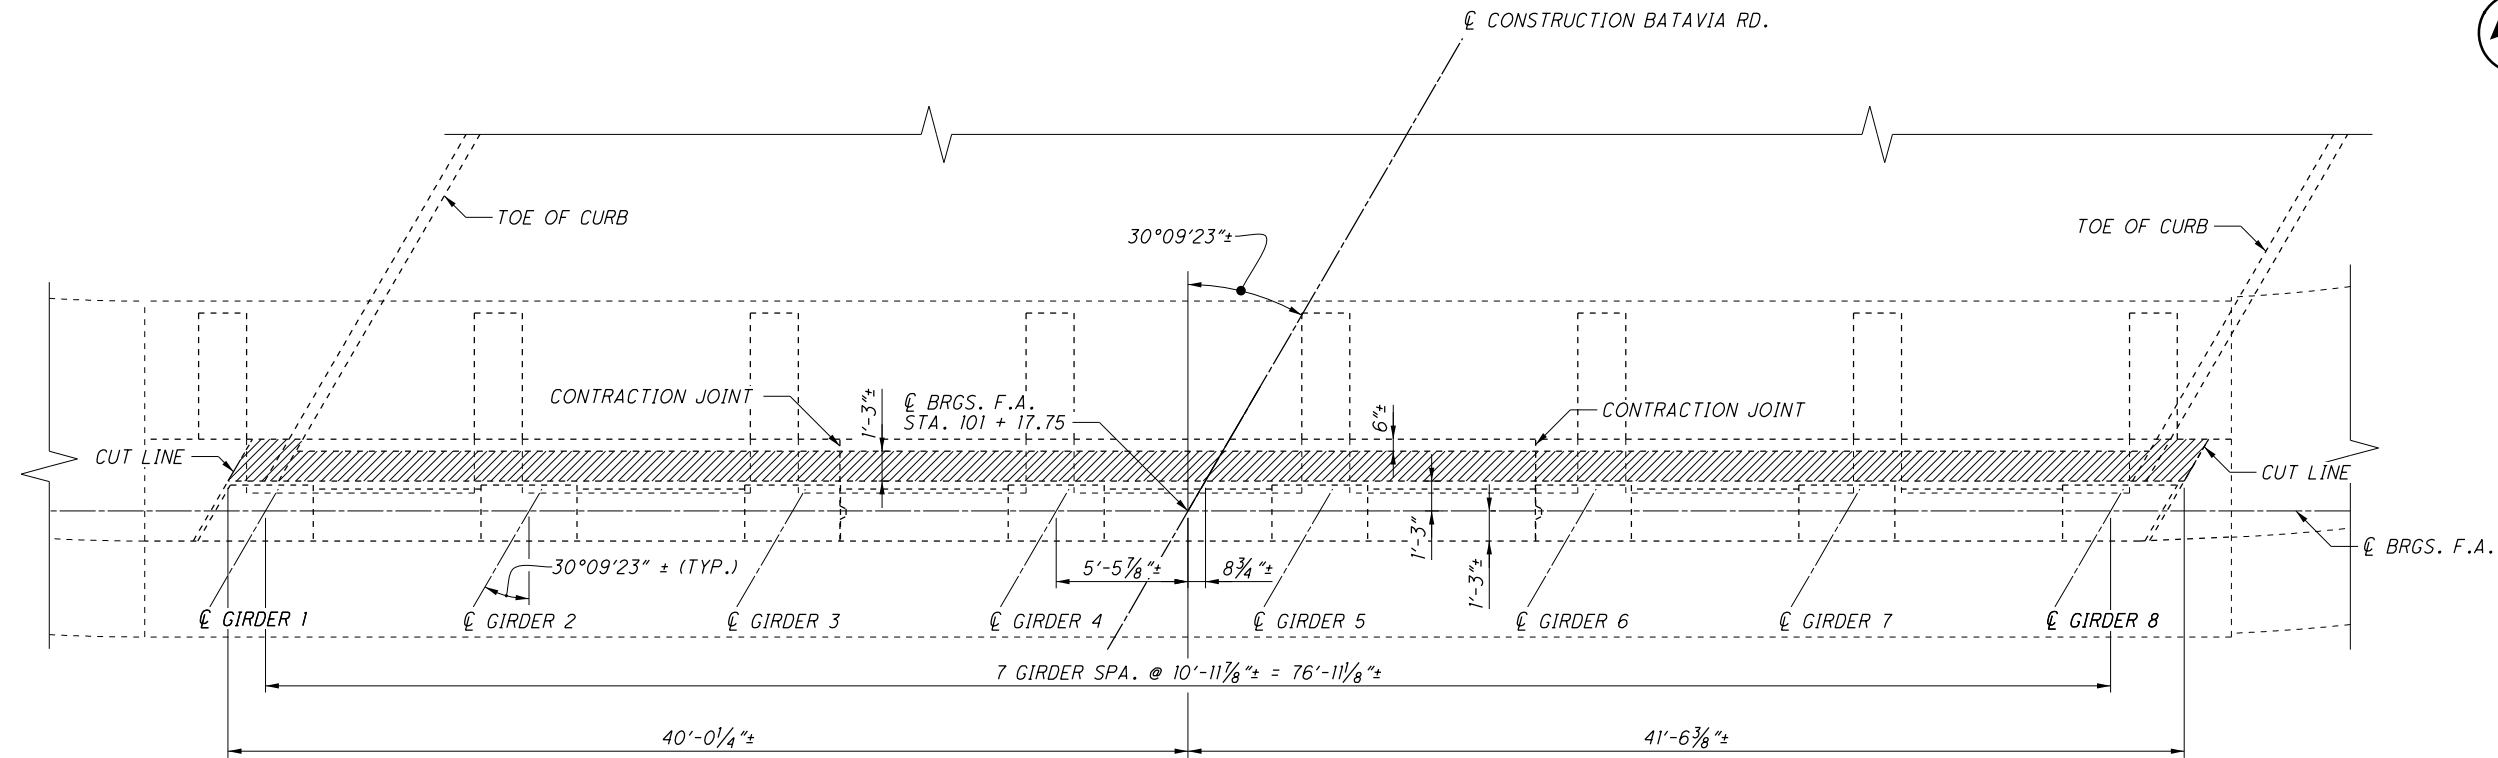 ℄ CONSTRUCTION BATAVIA RD.
TOE OF CURB
30°09'23"±
TOE OF CURB
CONTRACTION JOINT
1'-3"±
℄ BRGS. F.A.
STA. 101 + 17.75
6"±
CONTRACTION JOINT
CUT LINE
CUT LINE
1'-3"
℄ BRGS. F.A.
30°09'23" ± (TYP.)
5'-5⅞"±
8¾"±
1'-3"±
℄ GIRDER 1
℄ GIRDER 2
℄ GIRDER 3
℄ GIRDER 4
℄ GIRDER 5
℄ GIRDER 6
℄ GIRDER 7
℄ GIRDER 8
7 GIRDER SPA. @ 10'-11⅞"± = 76'-11⅛"±
40'-0¼"±
41'-6⅜"±